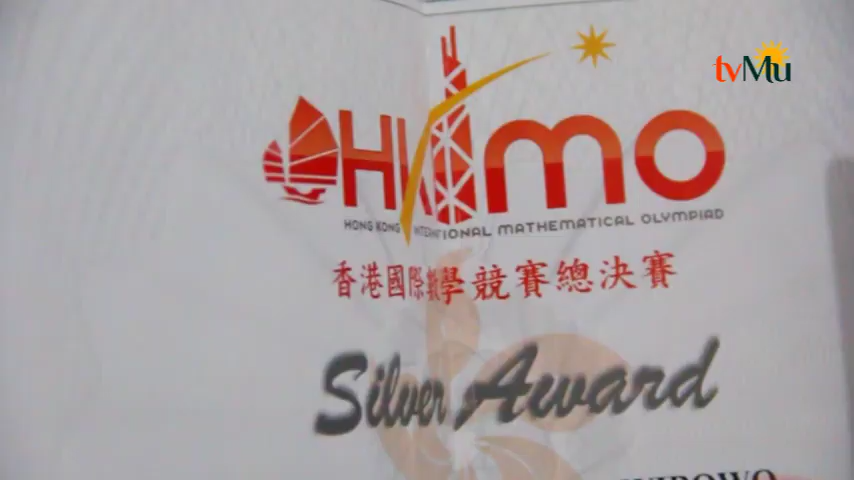 tvMu
HKIMO
HONG KONG INTERNATIONAL MATHEMATICAL OLYMPIAD
香港國際數學競賽總決賽
Silver Award